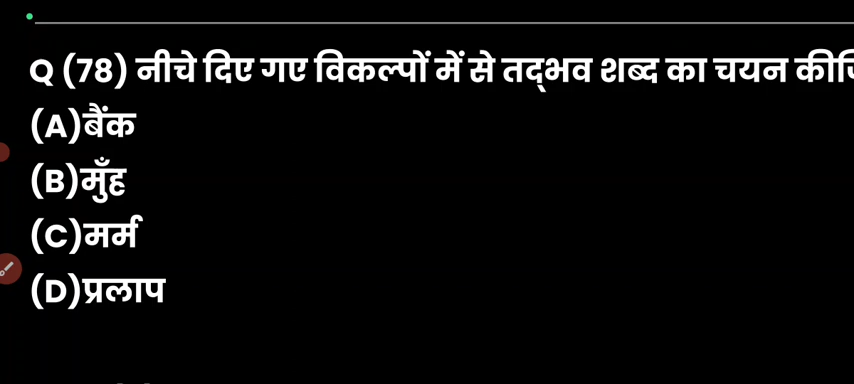 Q (78) नीचे दिए गए विकल्पों में से तद्भव शब्द का चयन
(A)बैंक
(B)मुँह
(C)मर्म
(D)प्रलाप